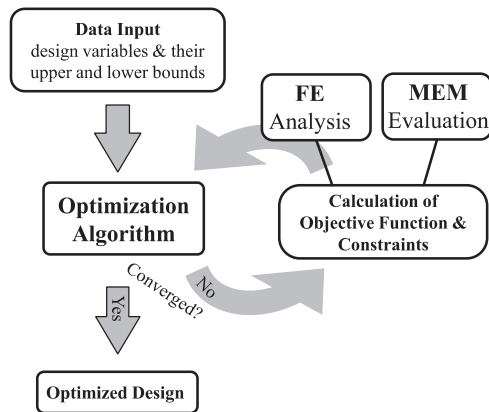 Data Input
design variables & their
upper and lower bounds
FE
Analysis
MEM
Evaluation
Optimization
Algorithm
Calculation of
Objective Function &
Constraints
Converged?
No
Yes
Optimized Design